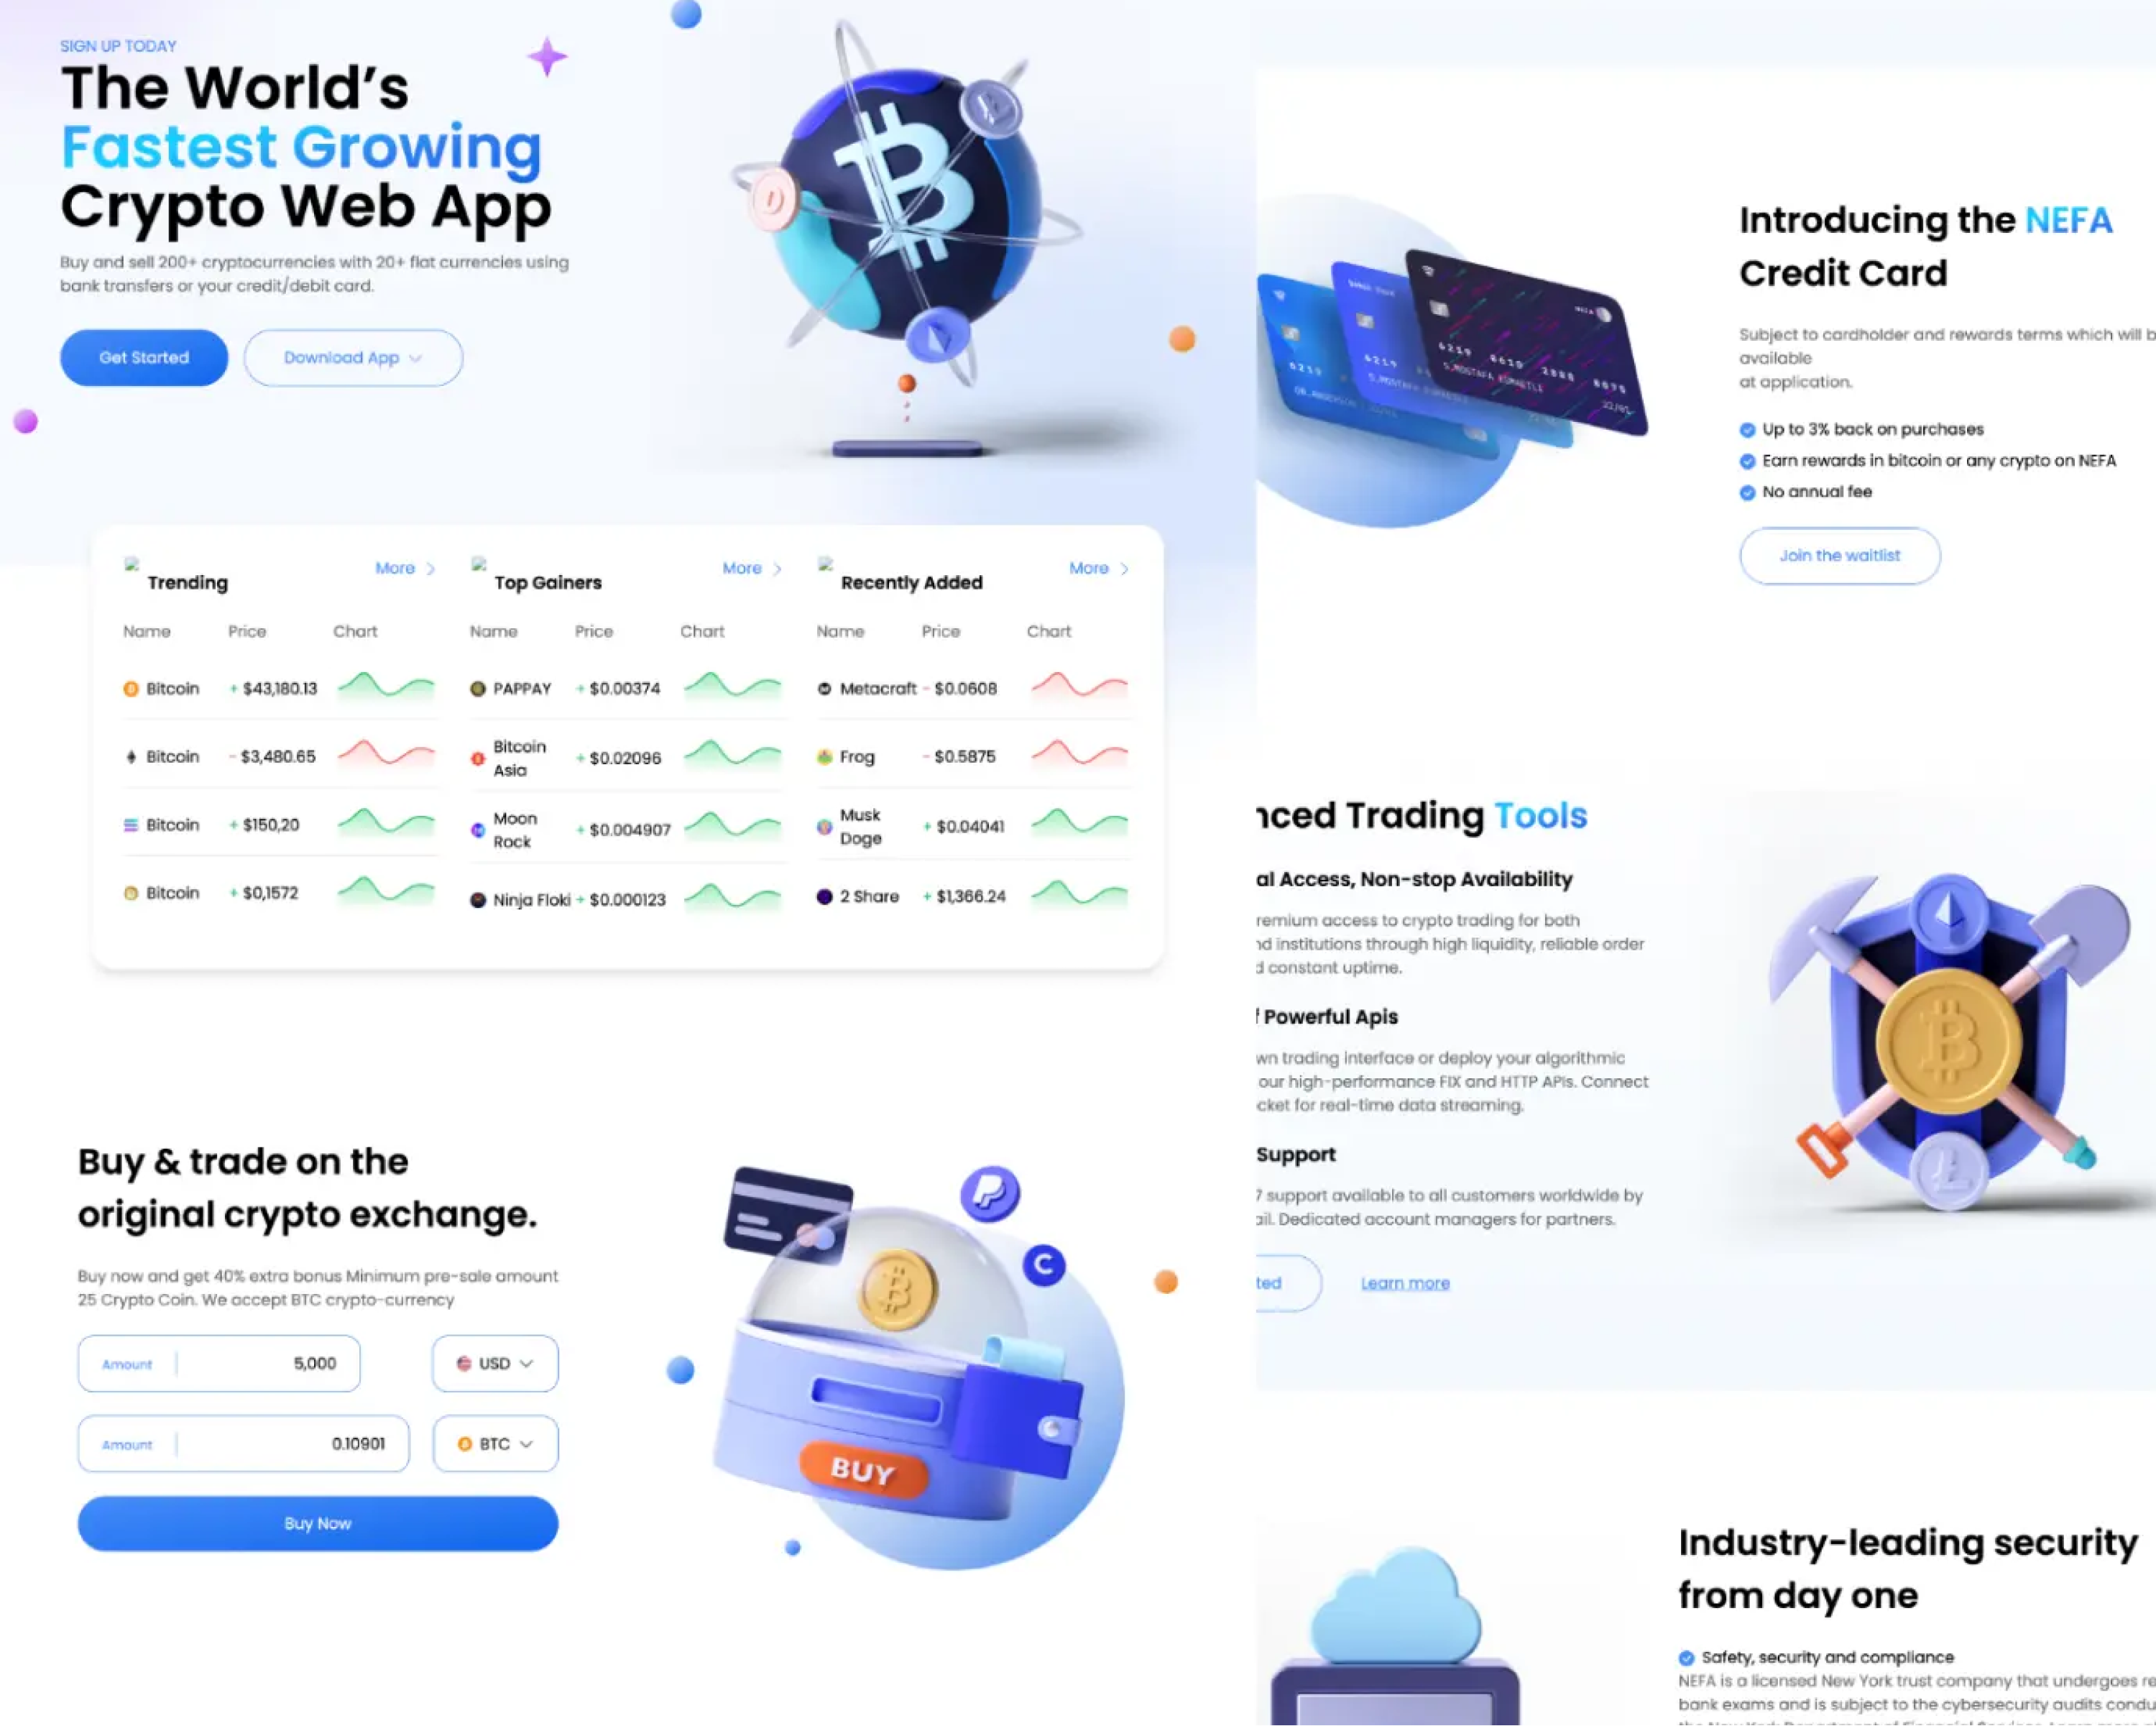 SIGN UP TODAY
The World's
Fastest Growing
Crypto Web App
Buy and sell 200+ cryptocurrencies with 20+ flat currencies using
bank transfers or your credit/debit card.
Get Started
Download App
Trending
More
Name Price Chart
Bitcoin + $43,180.13
Bitcoin - $3,480.65
Bitcoin + $150,20
Bitcoin + $0,1572
Top Gainers
More
Name Price Chart
PAPPAY + $0.00374
Bitcoin
Asia
+ $0.02096
Moon
Rock
+ $0.004907
Ninja Floki + $0.000123
Recently Added
More
Name Price Chart
Metacraft - $0.0608
Frog - $0.5875
Musk
Doge
+ $0.04041
2 Share + $1,366.24
Buy & trade on the
original crypto exchange.
Buy now and get 40% extra bonus Minimum pre-sale amount
25 Crypto Coin. We accept BTC crypto-currency
Amount 5,000
USD
Amount 0.10901
BTC
Buy Now
BUY
Introducing the NEFA
Credit Card
Subject to cardholder and rewards terms which will b
available
at application.
Up to 3% back on purchases
Earn rewards in bitcoin or any crypto on NEFA
No annual fee
Join the waitlist
6219 8610 2888 8075
22/01
6219
6219
nced Trading Tools
al Access, Non-stop Availability
remium access to crypto trading for both
nd institutions through high liquidity, reliable order
d constant uptime.
Powerful Apis
wn trading interface or deploy your algorithmic
our high-performance FIX and HTTP APIs. Connect
cket for real-time data streaming.
Support
7 support available to all customers worldwide by
ail. Dedicated account managers for partners.
ted
Learn more
Industry-leading security
from day one
Safety, security and compliance
NEFA is a licensed New York trust company that undergoes re
bank exams and is subject to the cybersecurity audits condu